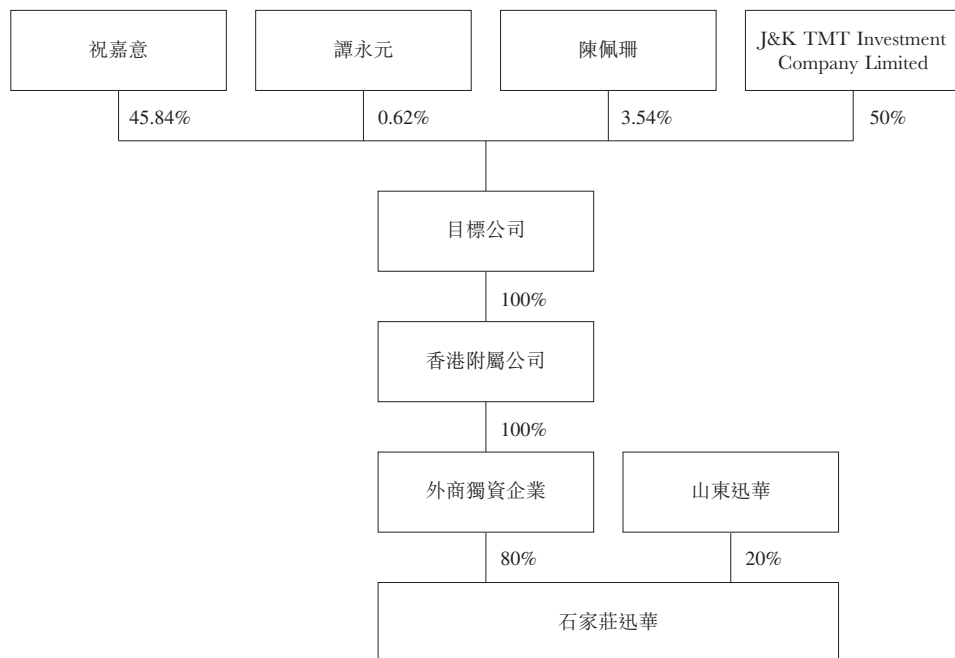 祝嘉意
譚永元
陳佩珊
J&K TMT Investment
Company Limited
45.84%
0.62%
3.54%
50%
目標公司
100%
香港附屬公司
100%
外商獨資企業
山東迅華
80%
20%
石家莊迅華